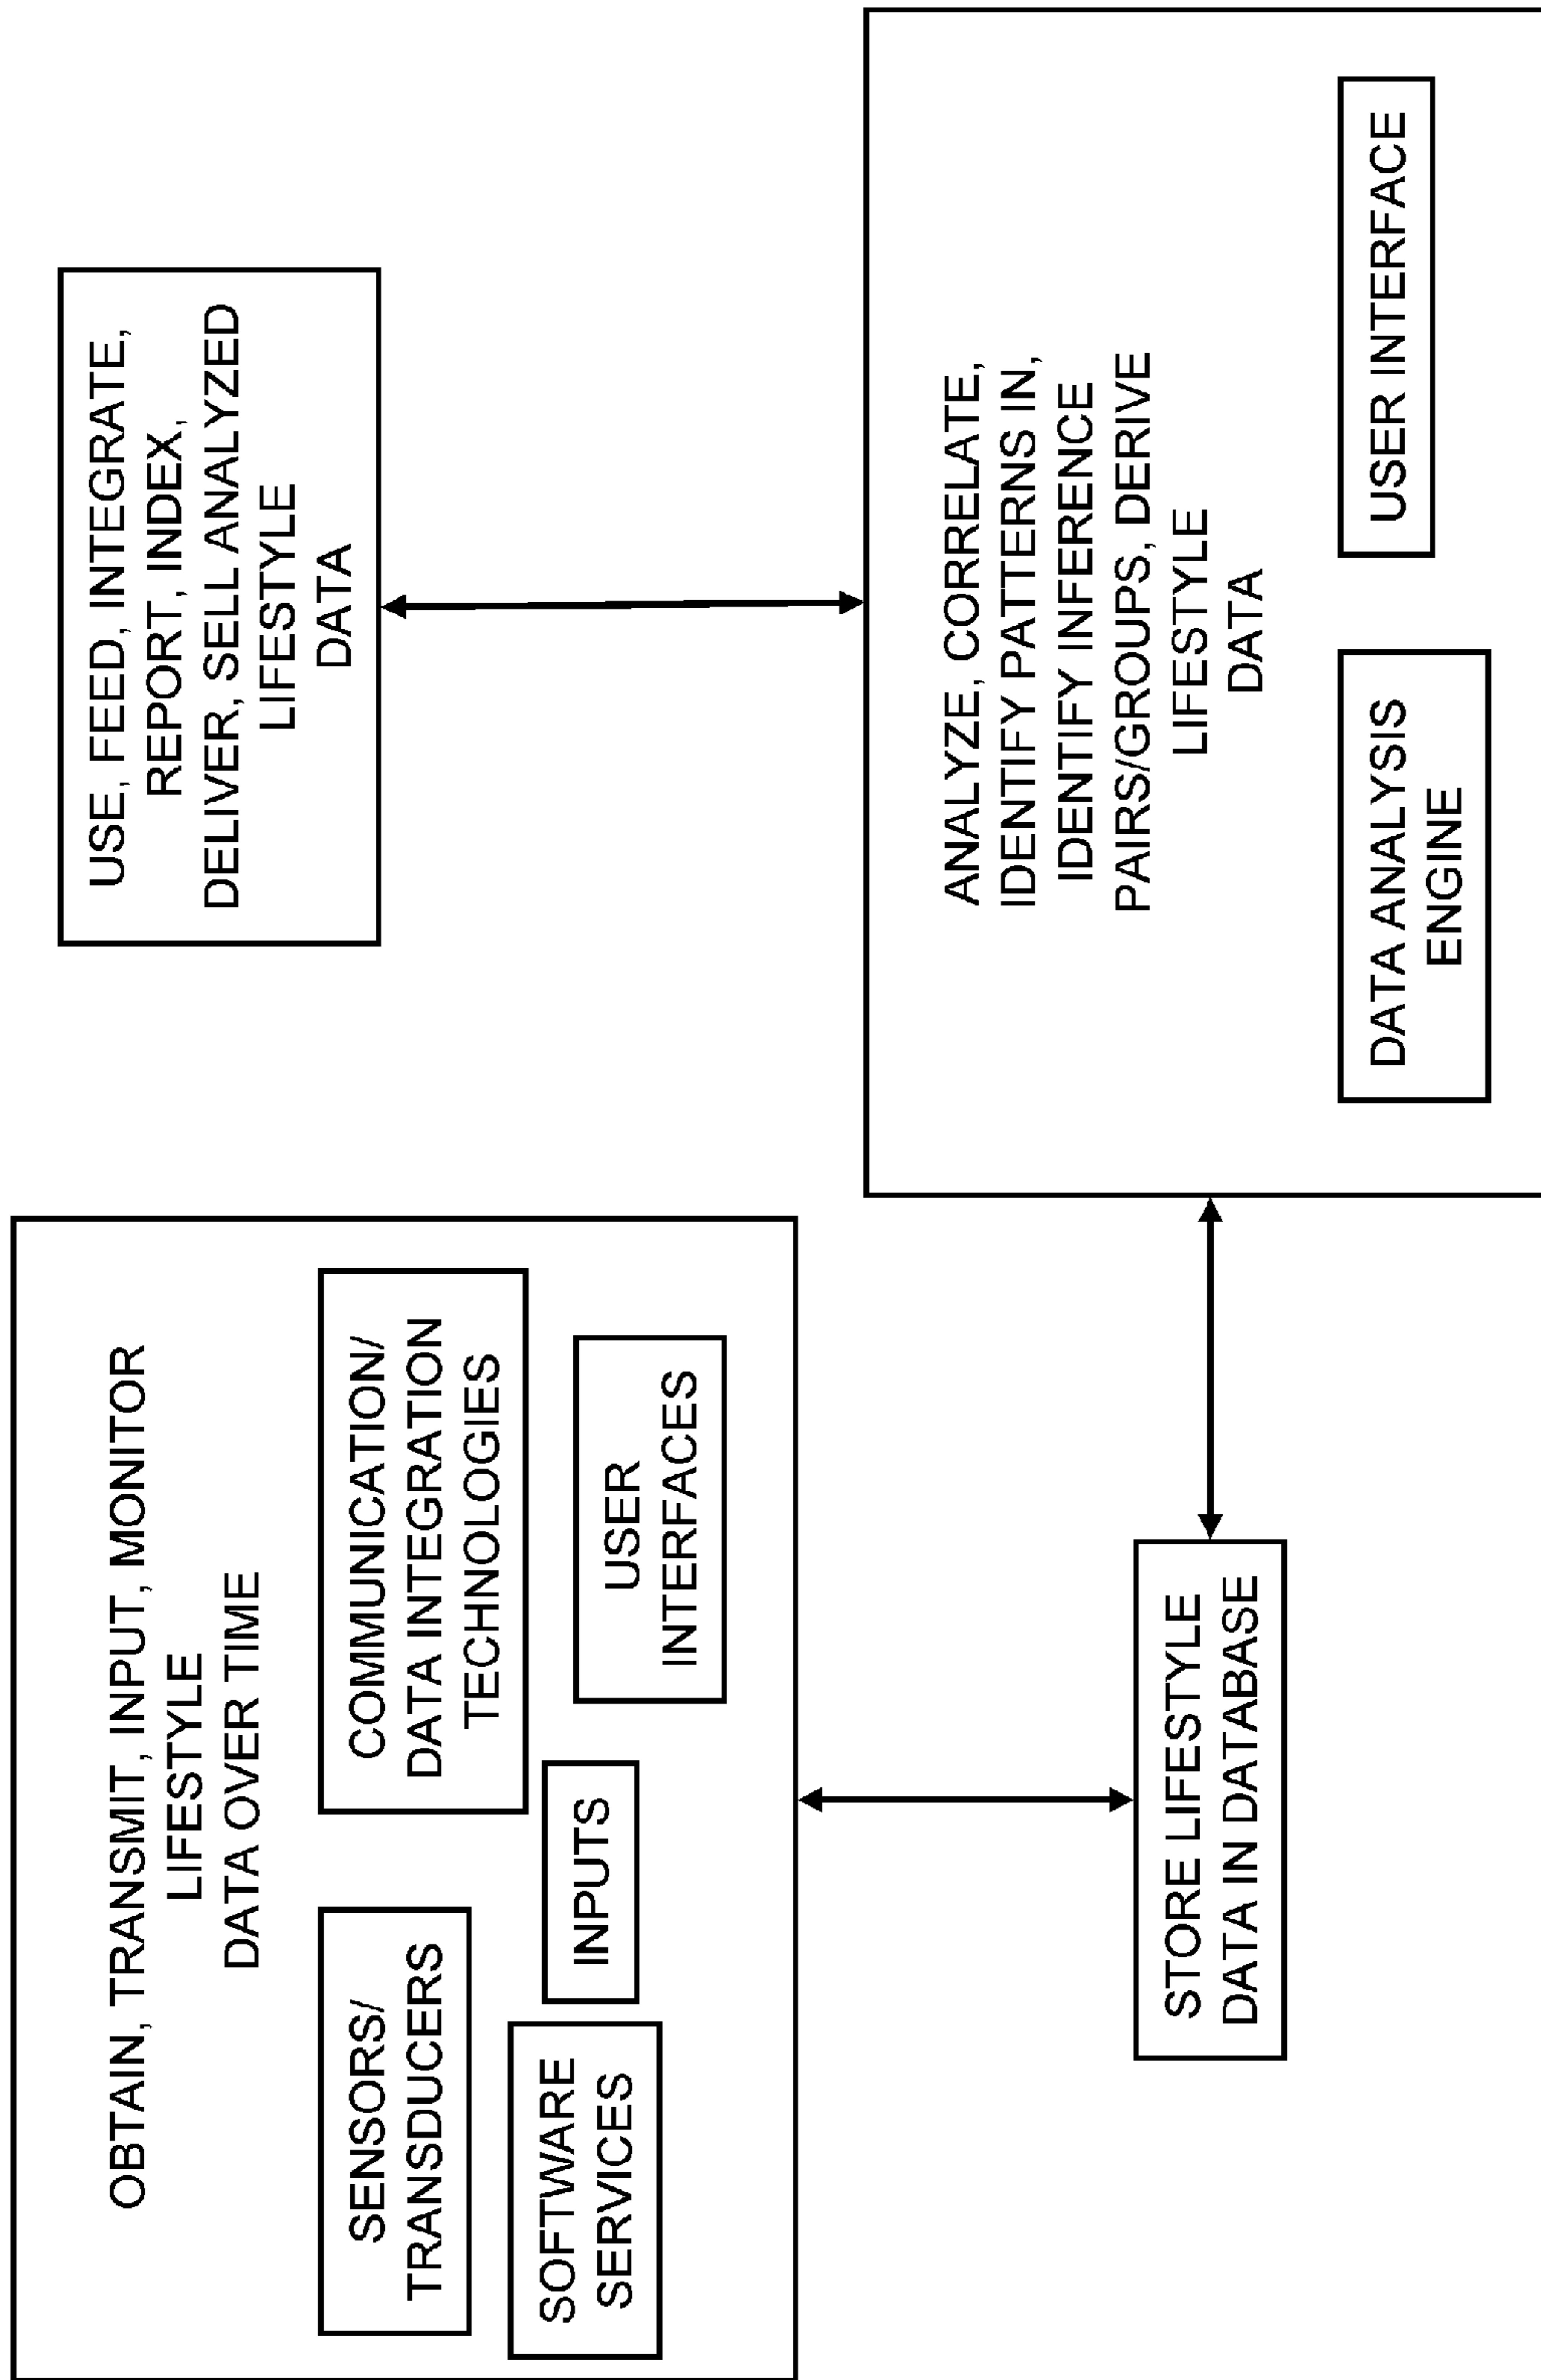 OBTAIN, TRANSMIT, INPUT, MONITOR
LIFESTYLE
DATA OVER TIME
SENSORS/
TRANSDUCERS
COMMUNICATION/
DATA INTEGRATION
TECHNOLOGIES
SOFTWARE
SERVICES
INPUTS
USER
INTERFACES
STORE LIFESTYLE
DATA IN DATABASE
USE, FEED, INTEGRATE,
REPORT, INDEX,
DELIVER, SELL ANALYZED
LIFESTYLE
DATA
ANALYZE, CORRELATE,
IDENTIFY PATTERNS IN,
IDENTIFY INFERENCE
PAIRS/GROUPS, DERIVE
LIFESTYLE
DATA
DATA ANALYSIS
ENGINE
USER INTERFACE